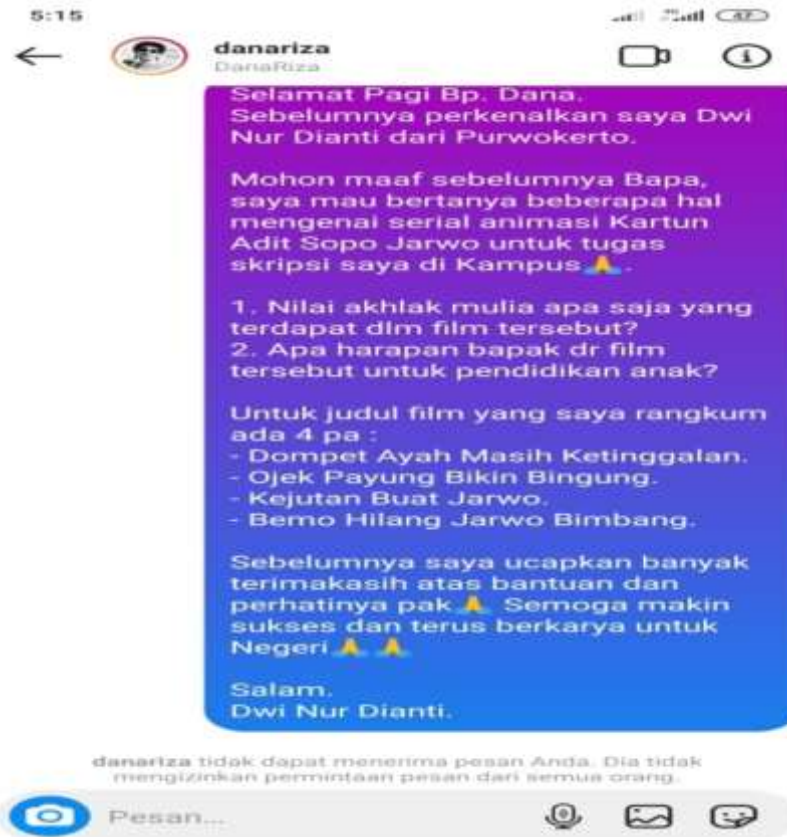 5:15
47
danariza
DanaRiza
Selamat Pagi Bp. Dana.
Sebelumnya perkenalkan saya Dwi
Nur Dianti dari Purwokerto.
Mohon maaf sebelumnya Bapa,
saya mau bertanya beberapa hal
mengenai serial animasi Kartun
Adit Sopo Jarwo untuk tugas
skripsi saya di Kampus🙏.
1. Nilai akhlak mulia apa saja yang
terdapat dlm film tersebut?
2. Apa harapan bapak dr film
tersebut untuk pendidikan anak?
Untuk judul film yang saya rangkum
ada 4 pa :
- Dompet Ayah Masih Ketinggalan.
- Ojek Payung Bikin Bingung.
- Kejutan Buat Jarwo.
- Bemo Hilang Jarwo Bimbang.
Sebelumnya saya ucapkan banyak
terimakasih atas bantuan dan
perhatinya pak🙏 Semoga makin
sukses dan terus berkarya untuk
Negeri🙏🙏
Salam.
Dwi Nur Dianti.
danariza tidak dapat menerima pesan Anda. Dia tidak
mengizinkan permintaan pesan dari semua orang.
Pesan...